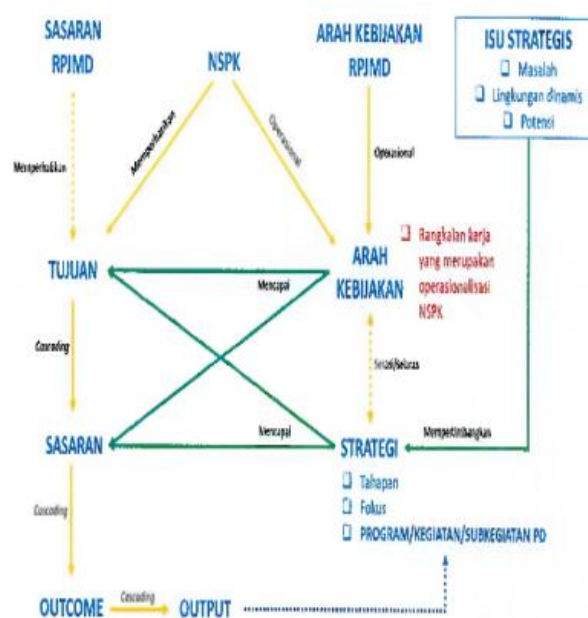 SASARAN
RPJMD
NSPK
ARAH KEBIJAKAN
RPJMD
ISU STRATEGIS
Masalah
Lingkungan dinamis
Potensi
Memperhatikan
Memperhatikan
Operasional
Operasional
TUJUAN
ARAH
KEBIJAKAN
Rangkaian kerja
yang merupakan
operasionalisasi
NSPK
Mencapai
Cascading
Serasi/Selaras
SASARAN
Mencapai
STRATEGI
Mempertimbangkan
Tahapan
Fokus
PROGRAM/KEGIATAN/SUBKEGIATAN PD
Cascading
OUTCOME
Cascading
OUTPUT